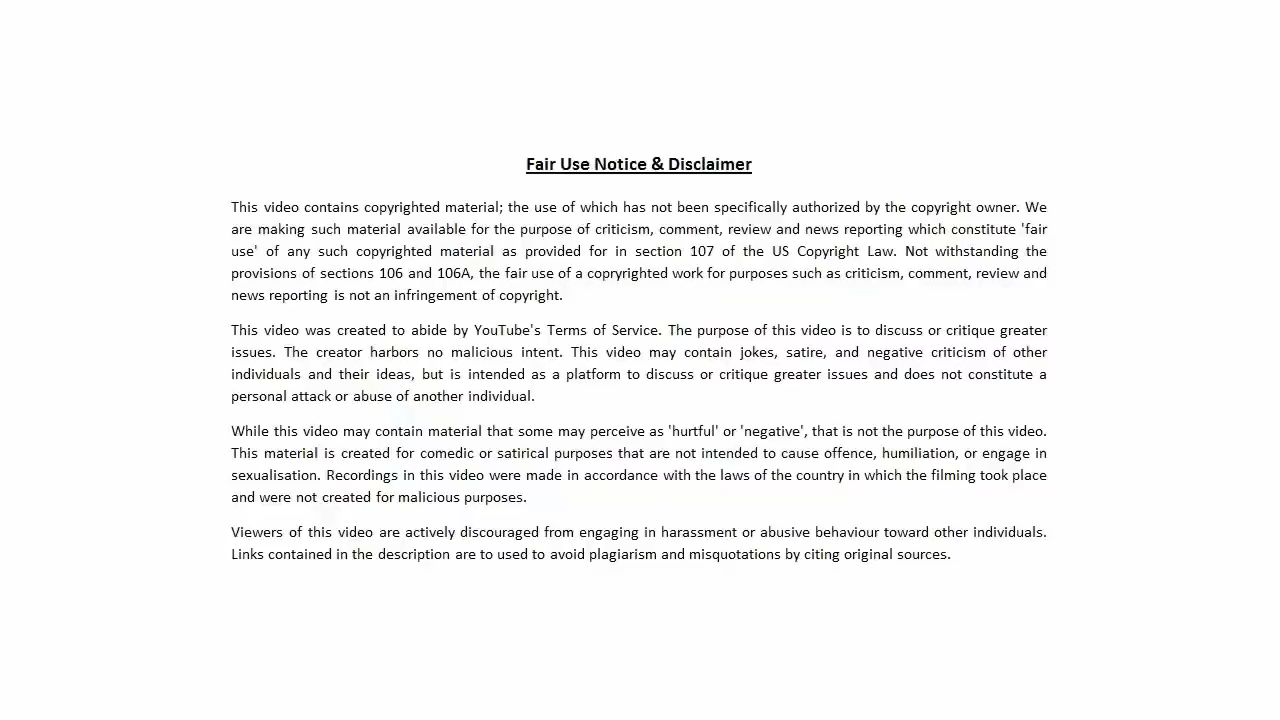 Fair Use Notice & Disclaimer
This video contains copyrighted material; the use of which has not been specifically authorized by the copyright owner. We
are making such material available for the purpose of criticism, comment, review and news reporting which constitute 'fair
use' of any such copyrighted material as provided for in section 107 of the US Copyright Law. Not withstanding the
provisions of sections 106 and 106A, the fair use of a copryrighted work for purposes such as criticism, comment, review and
news reporting is not an infringement of copyright.
This video was created to abide by YouTube's Terms of Service. The purpose of this video is to discuss or critique greater
issues. The creator harbors no malicious intent. This video may contain jokes, satire, and negative criticism of other
individuals and their ideas, but is intended as a platform to discuss or critique greater issues and does not constitute a
personal attack or abuse of another individual.
While this video may contain material that some may perceive as 'hurtful' or 'negative', that is not the purpose of this video.
This material is created for comedic or satirical purposes that are not intended to cause offence, humiliation, or engage in
sexualisation. Recordings in this video were made in accordance with the laws of the country in which the filming took place
and were not created for malicious purposes.
Viewers of this video are actively discouraged from engaging in harassment or abusive behaviour toward other individuals.
Links contained in the description are to used to avoid plagiarism and misquotations by citing original sources.